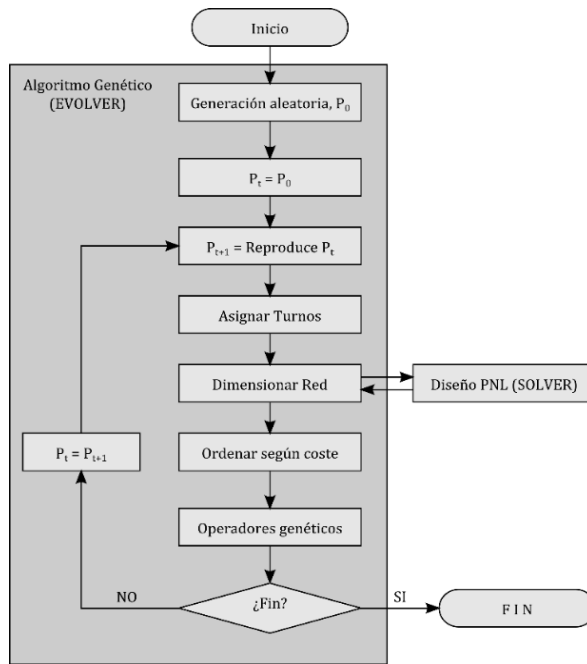 Inicio
Algoritmo Genético
(EVOLVER)
Generación aleatoria, P₀
Pₜ = P₀
Pₜ₊₁ = Reproduce Pₜ
Asignar Turnos
Dimensionar Red
Diseño PNL (SOLVER)
Pₜ = Pₜ₊₁
Ordenar según coste
Operadores genéticos
¿Fin?
NO
SI
F I N